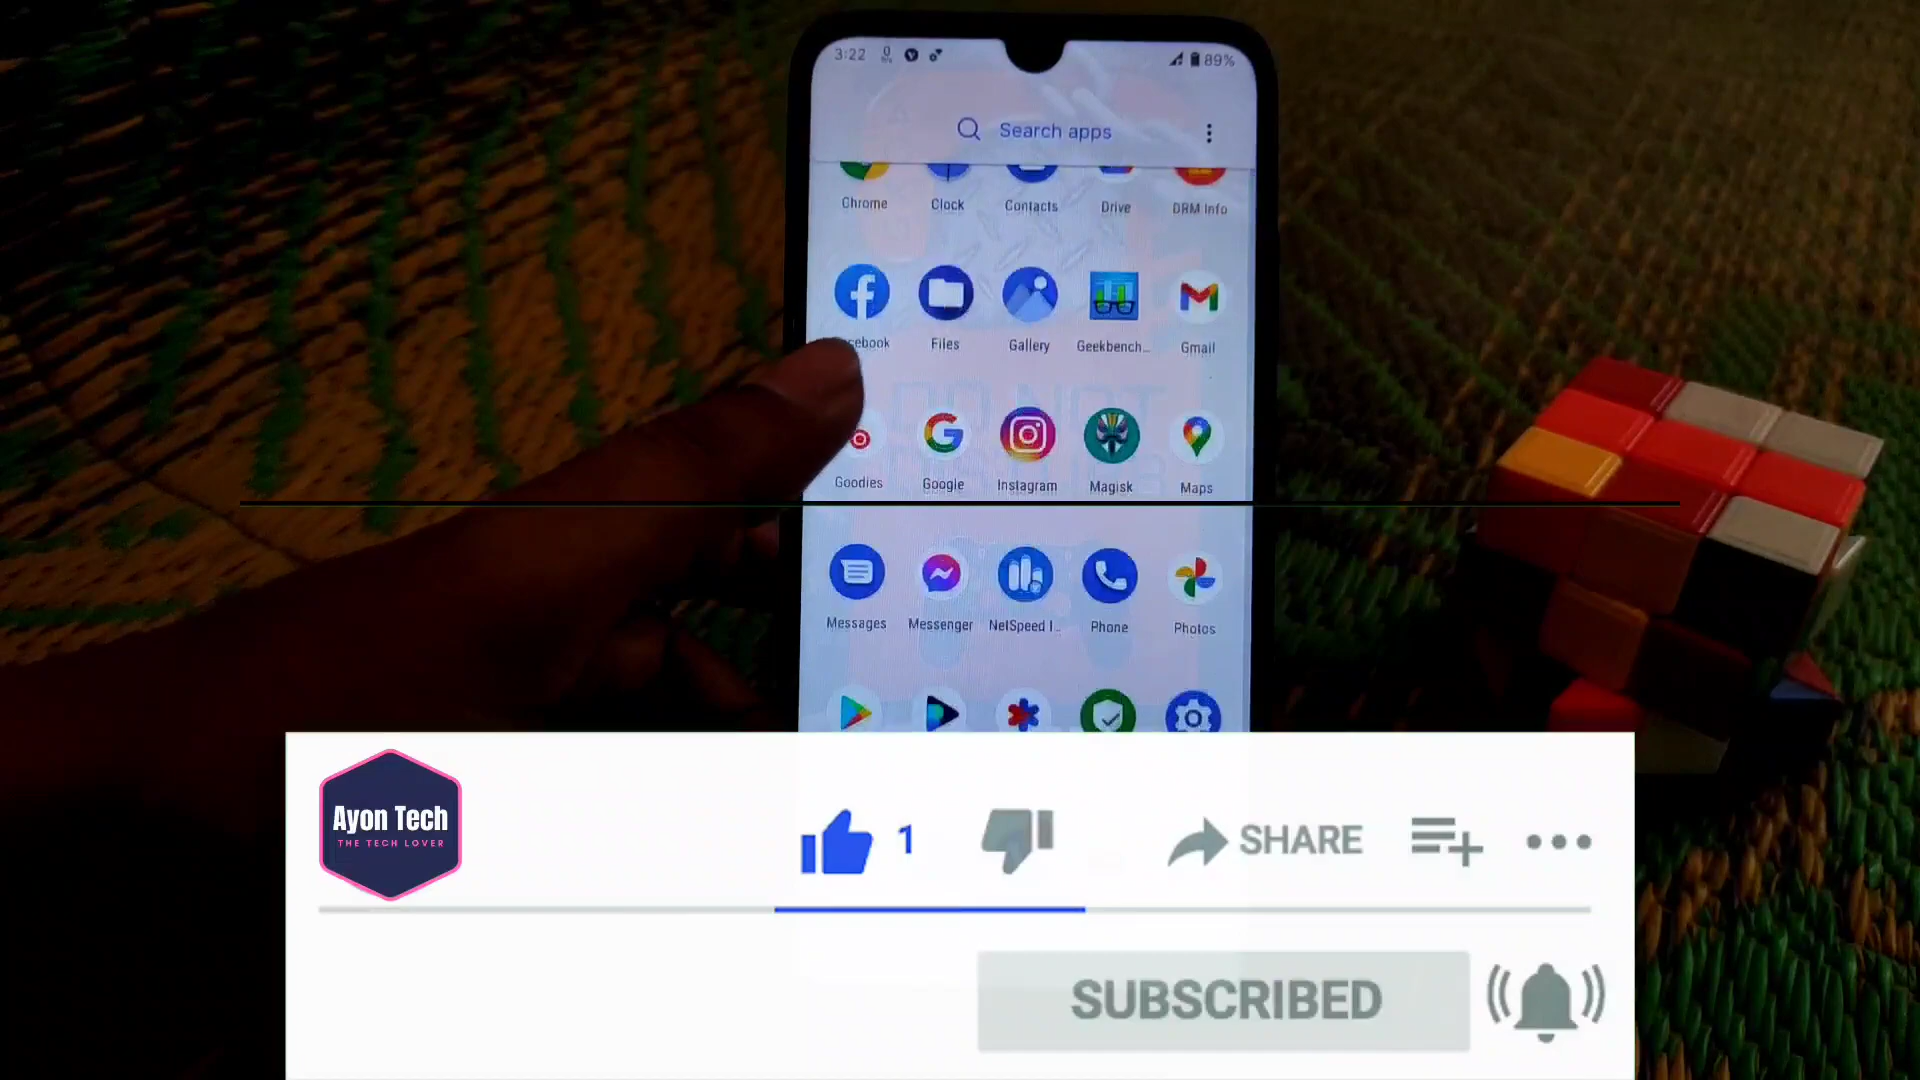 3:22
89%
Search apps
Chrome Clock Contacts Drive DRM Info
cebook Files Gallery Geekbench... Gmail
Goodies Google Instagram Magisk Maps
Messages Messenger NetSpeed I... Phone Photos
Ayon Tech
THE TECH LOVER
1
SHARE
SUBSCRIBED